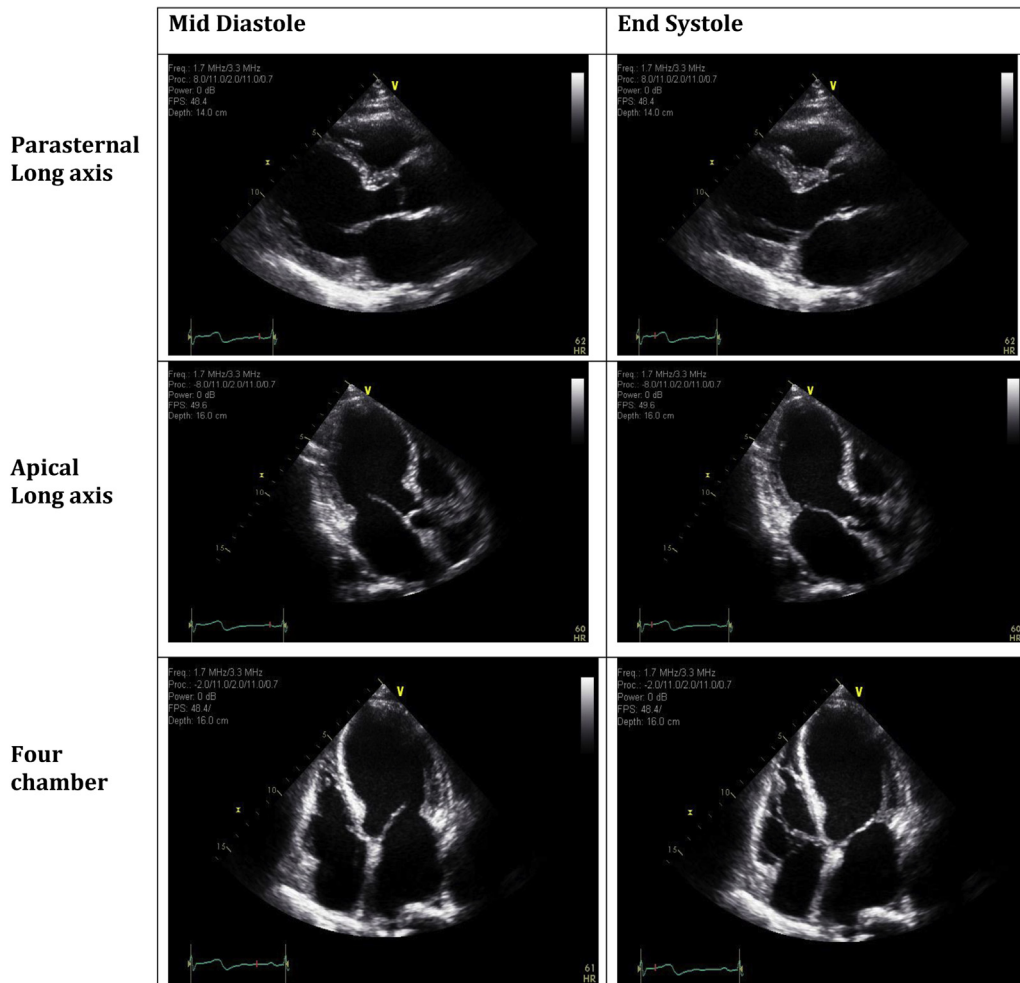 Mid Diastole
End Systole
Parasternal
Long axis
Freq.: 1.7 MHz/3.3 MHz
Proc.: 8.0/11.0/2.0/11.0/0.7
Power: 0 dB
FPS: 48.4
Depth: 14.0 cm
V
5
10
62
HR
Freq.: 1.7 MHz/3.3 MHz
Proc.: 8.0/11.0/2.0/11.0/0.7
Power: 0 dB
FPS: 48.4
Depth: 14.0 cm
V
5
10
62
HR
Apical
Long axis
Freq.: 1.7 MHz/3.3 MHz
Proc.: -8.0/11.0/2.0/11.0/0.7
Power: 0 dB
FPS: 49.6
Depth: 16.0 cm
V
5
10
15
60
HR
Freq.: 1.7 MHz/3.3 MHz
Proc.: -8.0/11.0/2.0/11.0/0.7
Power: 0 dB
FPS: 49.6
Depth: 16.0 cm
V
5
10
15
60
HR
Four
chamber
Freq.: 1.7 MHz/3.3 MHz
Proc.: -2.0/11.0/2.0/11.0/0.7
Power: 0 dB
FPS: 48.4/
Depth: 16.0 cm
V
5
10
15
61
HR
Freq.: 1.7 MHz/3.3 MHz
Proc.: -2.0/11.0/2.0/11.0/0.7
Power: 0 dB
FPS: 48.4/
Depth: 16.0 cm
V
5
10
15